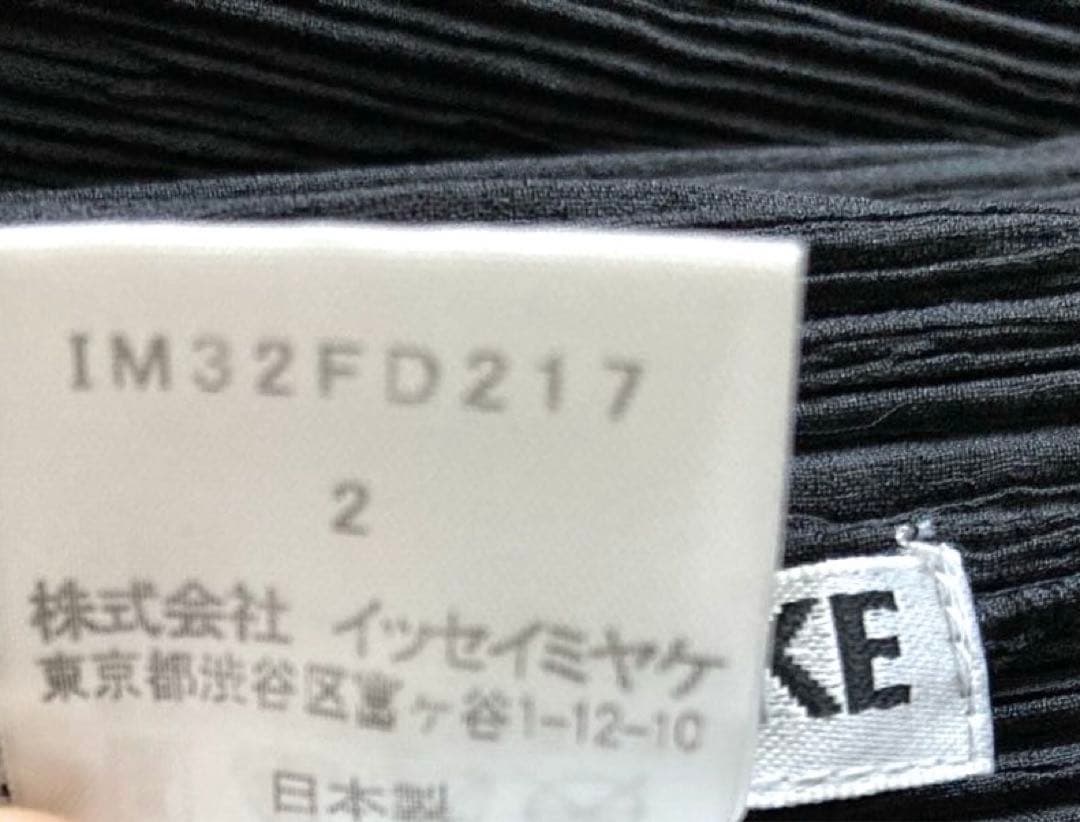 IM32FD217
2
株式会社 イッセイミヤケ
東京都渋谷区富ヶ谷1-12-10
日本製
KE